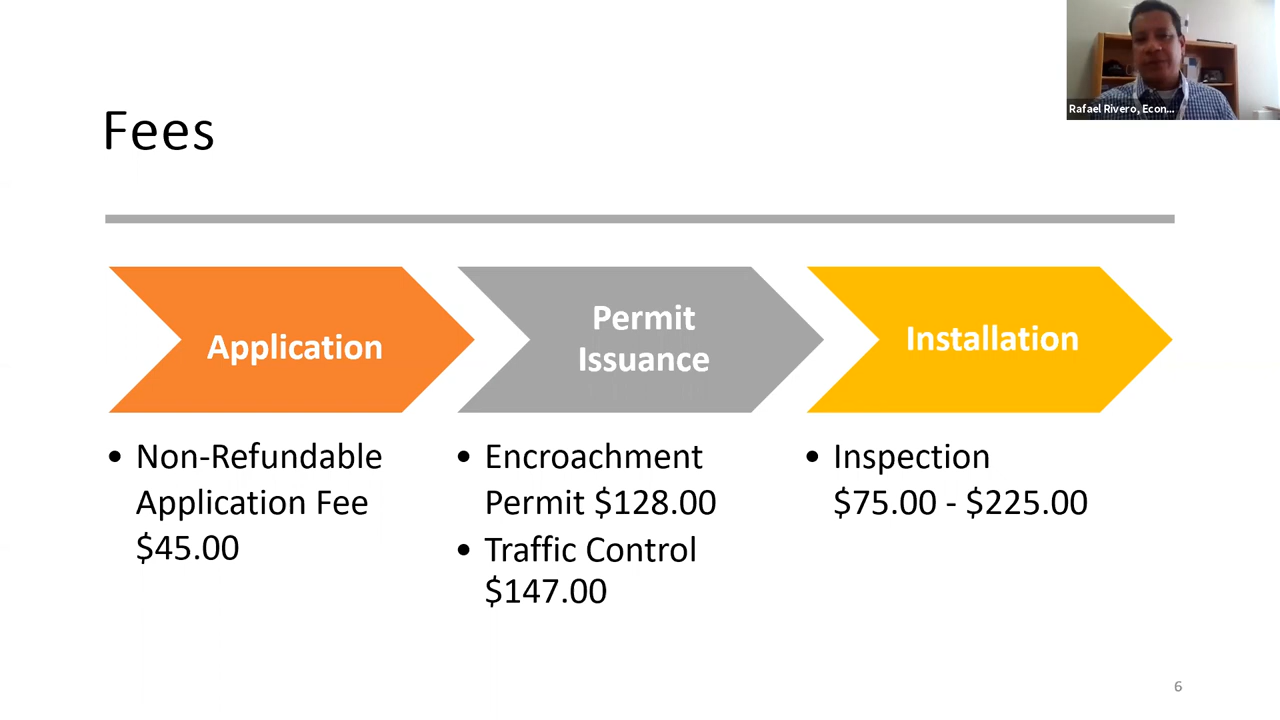 Rafael Rivero, Econ...
Fees
Application
Permit
Issuance
Installation
• Non-Refundable
Application Fee
$45.00
• Encroachment
Permit $128.00
• Traffic Control
$147.00
• Inspection
$75.00 - $225.00
6